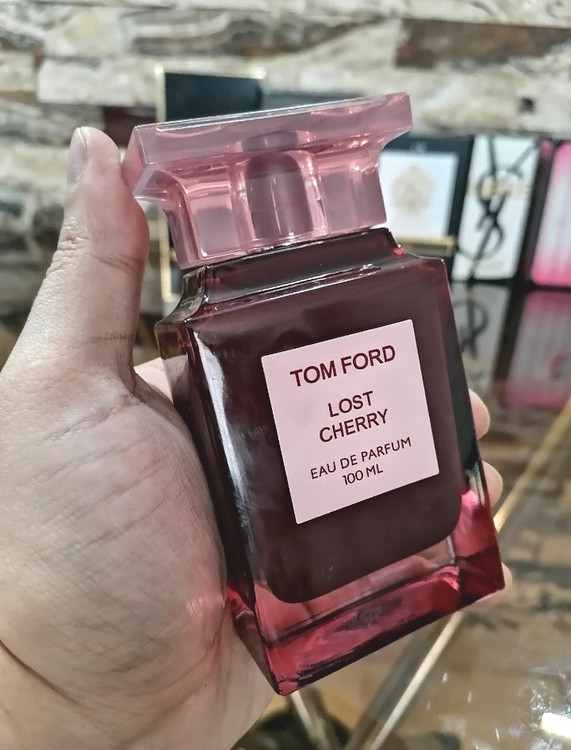 TOM FORD
LOST
CHERRY
EAU DE PARFUM
100 ML